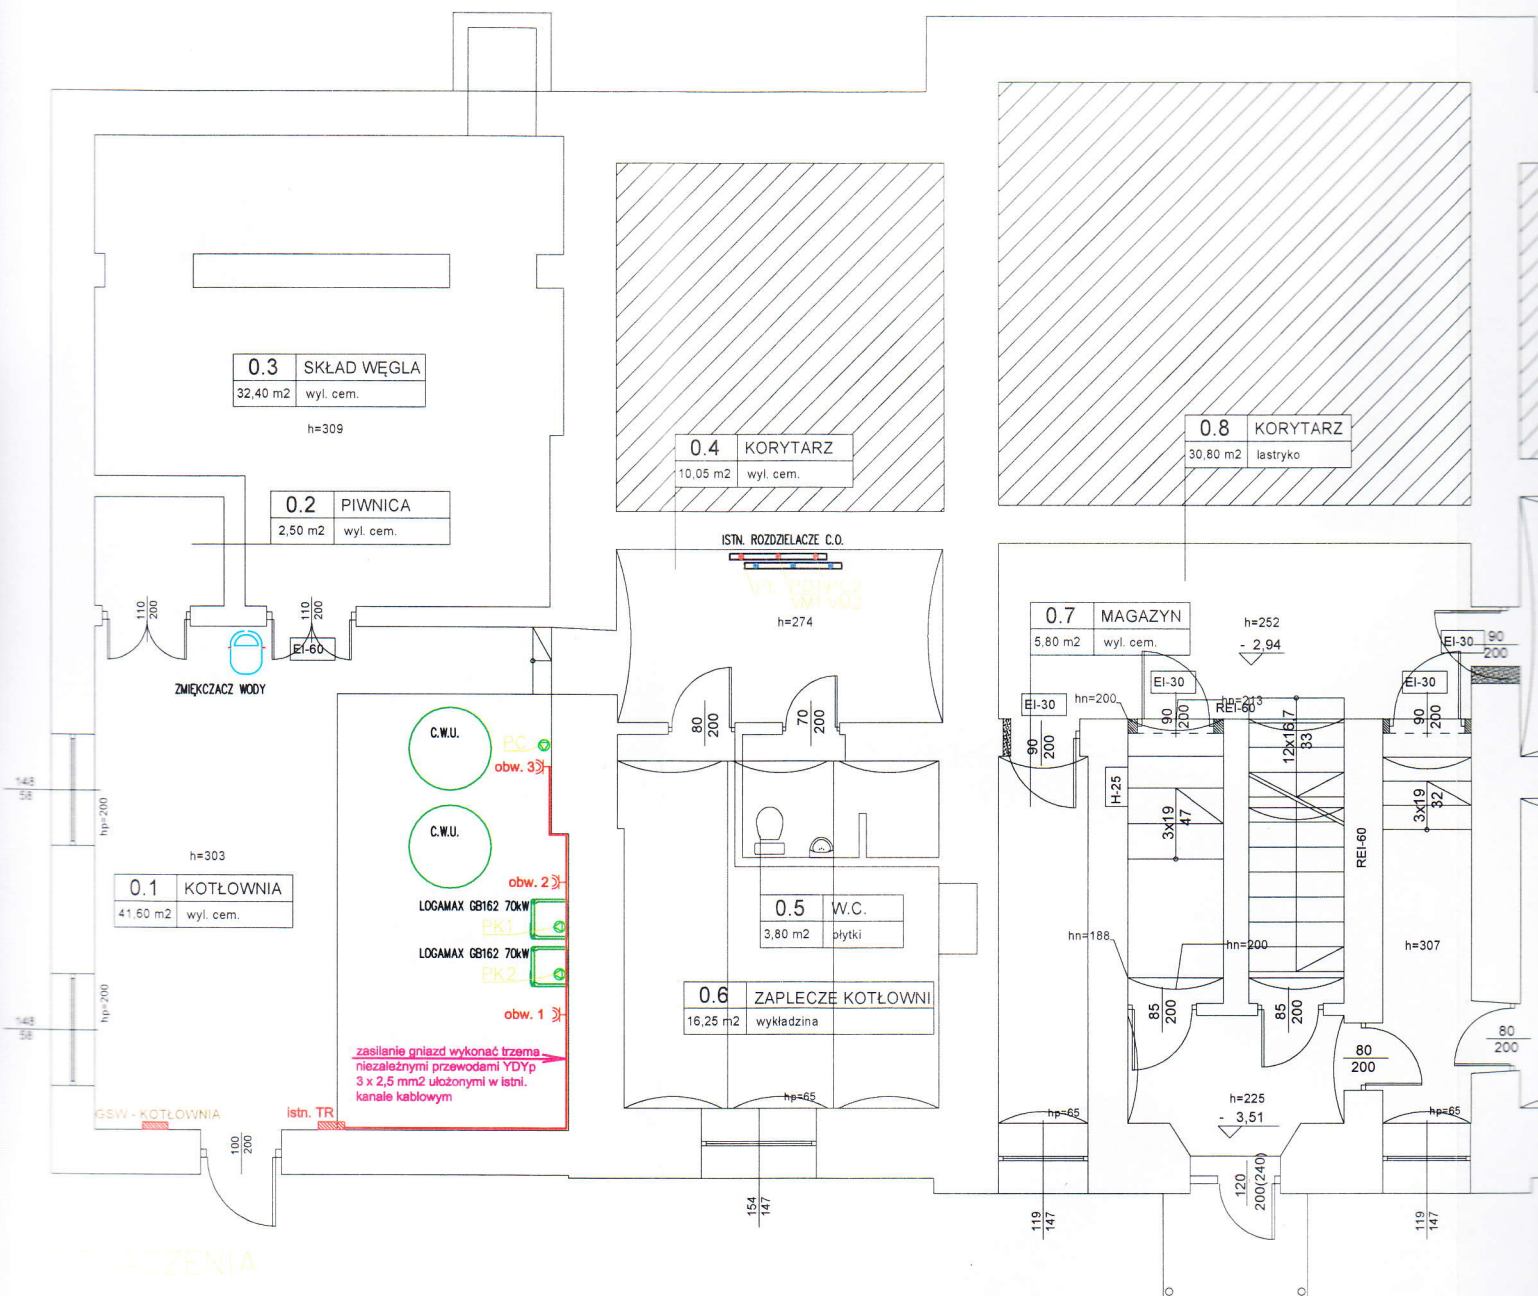 0.3 SKŁAD WĘGLA
32,40 m2 wyl. cem.
h=309
0.2 PIWNICA
2,50 m2 wyl. cem.
110
200
110
200
EI-60
ZMIĘKCZACZ WODY
0.4 KORYTARZ
10,05 m2 wyl. cem.
0.8 KORYTARZ
30,80 m2 lastryko
ISTN. ROZDZIELACZE C.O.
h=274
80
200
70
200
0.7 MAGAZYN
5,80 m2 wyl. cem.
h=252
- 2,94
EI-30
90
200
EI-30
EI-30
EI-30
hn=200
hn=213
REI-60
90
200
90
200
90
200
12x16,7
33
H-25
3x19
47
3x19
32
REI-60
C.W.U.
PC
obw. 3
C.W.U.
148
58
hp=200
h=303
0.1 KOTŁOWNIA
41,60 m2 wyl. cem.
obw. 2
LOGAMAX GB162 70kW
PK1
LOGAMAX GB162 70kW
PK2
obw. 1
148
58
hp=200
zasilanie gniazd wykonać trzema
niezależnymi przewodami YDYp
3 x 2,5 mm2 ułożonymi w istni.
kanale kablowym
GSW - KOTŁOWNIA
istn. TR
100
200
0.5 W.C.
3,80 m2 płytki
0.6 ZAPLECZE KOTŁOWNI
16,25 m2 wykładzina
hp=65
154
147
hn=188
hn=200
h=307
85
200
85
200
80
200
80
200
h=225
- 3,51
hp=65
hp=65
119
147
120
200(240)
119
147